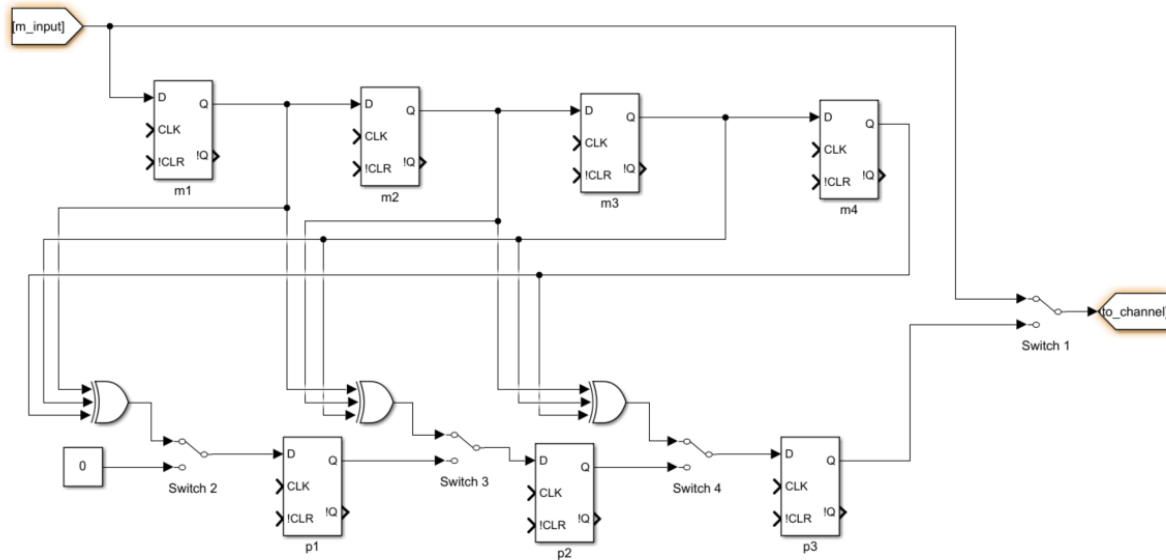 [m_input]
D
Q
CLK
!CLR
!Q
m1
D
Q
CLK
!CLR
!Q
m2
D
Q
CLK
!CLR
!Q
m3
D
Q
CLK
!CLR
!Q
m4
Switch 1
to_channel]
0
Switch 2
D
Q
CLK
!CLR
!Q
p1
Switch 3
D
Q
CLK
!CLR
!Q
p2
Switch 4
D
Q
CLK
!CLR
!Q
p3